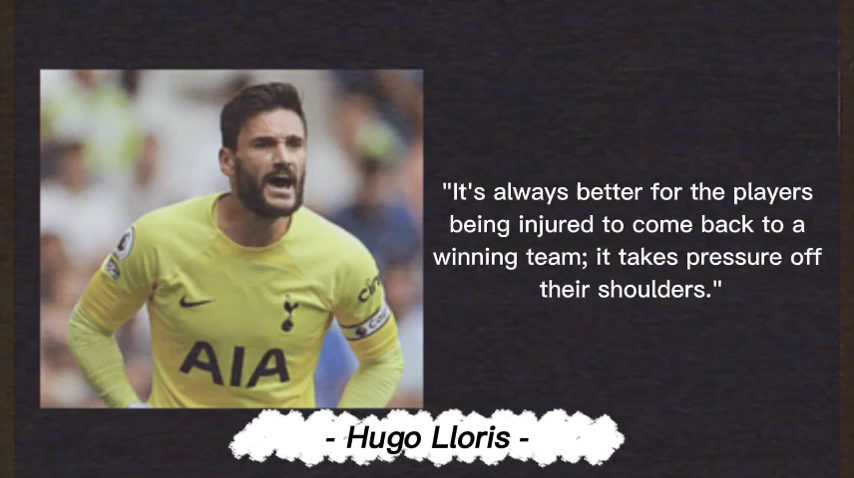 "It's always better for the players
being injured to come back to a
winning team; it takes pressure off
their shoulders."
AIA
- Hugo Lloris -